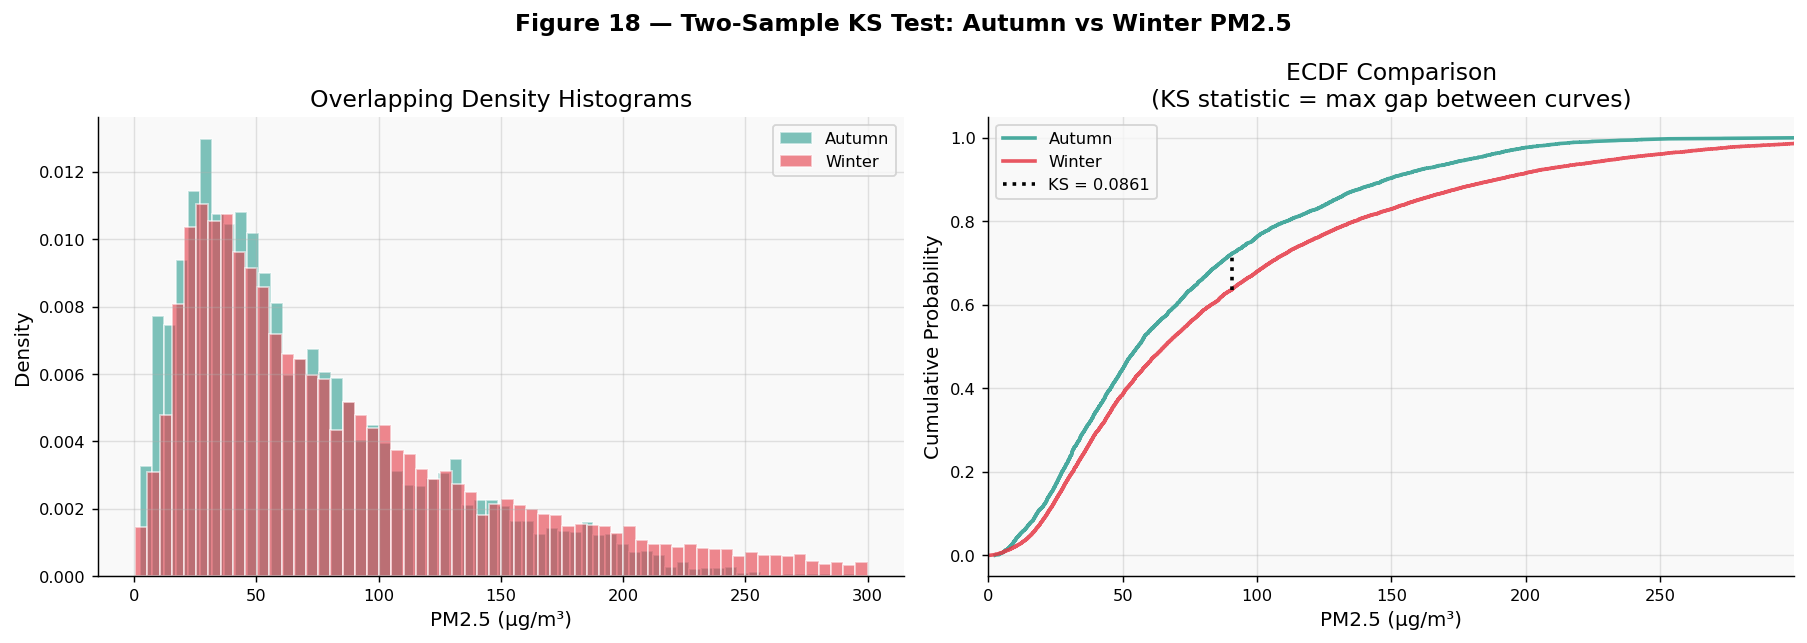 Figure 18 — Two-Sample KS Test: Autumn vs Winter PM2.5
Overlapping Density Histograms
Autumn
Winter
Density
0.012
0.010
0.008
0.006
0.004
0.002
0.000
0 50 100 150 200 250 300
PM2.5 (µg/m³)
ECDF Comparison
(KS statistic = max gap between curves)
Autumn
Winter
KS = 0.0861
Cumulative Probability
1.0
0.8
0.6
0.4
0.2
0.0
0 50 100 150 200 250
PM2.5 (µg/m³)